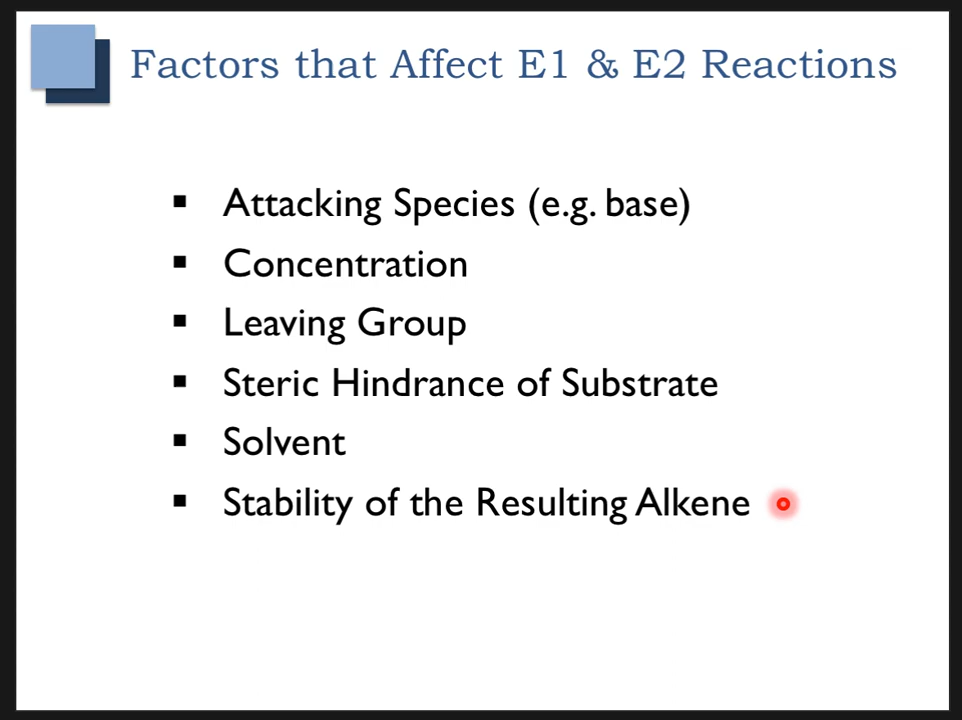 Factors that Affect E1 & E2 Reactions
▪ Attacking Species (e.g. base)
▪ Concentration
▪ Leaving Group
▪ Steric Hindrance of Substrate
▪ Solvent
▪ Stability of the Resulting Alkene